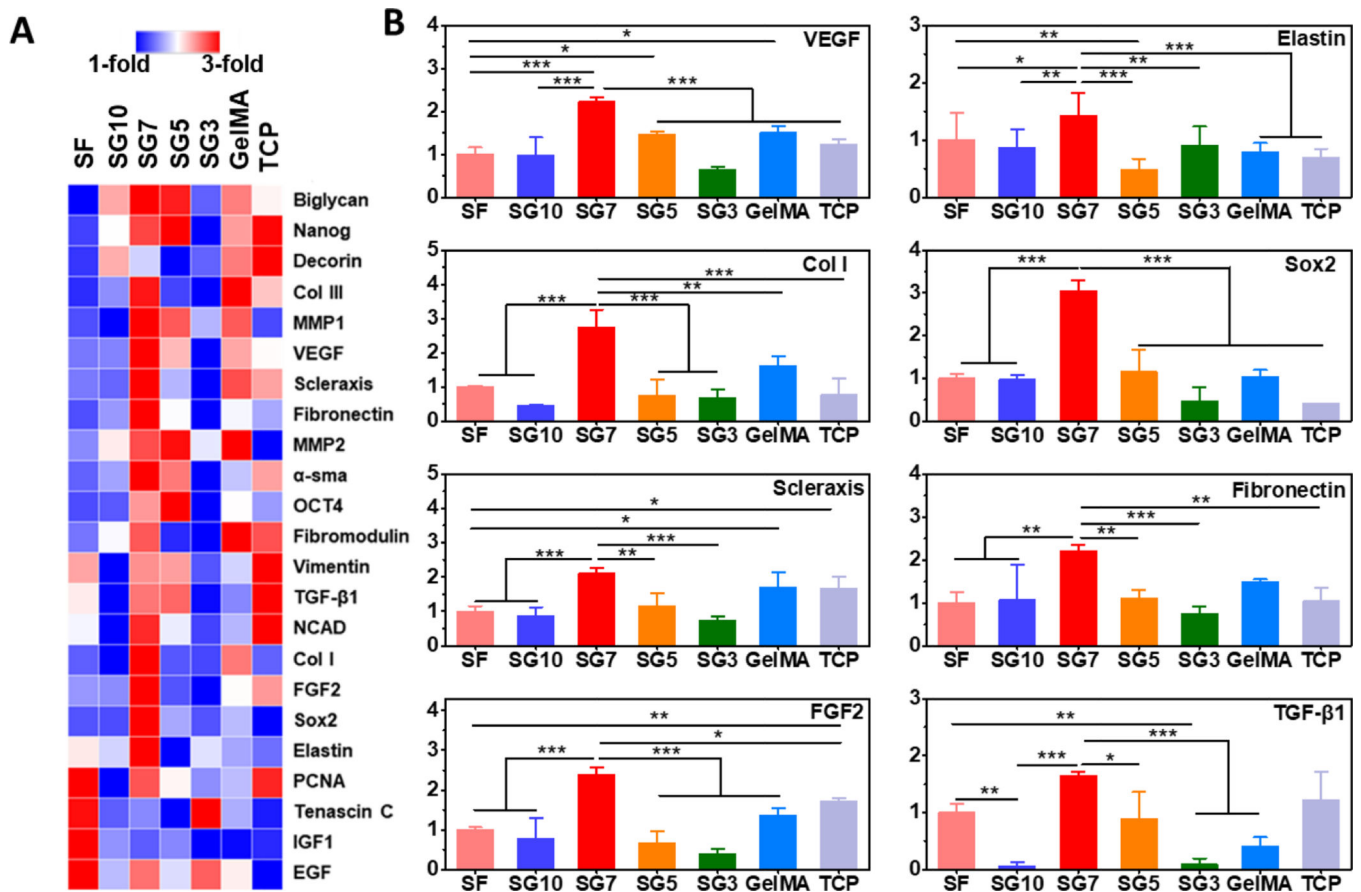 A
1-fold 3-fold
SF SG10 SG7 SG5 SG3 GelMA TCP
Biglycan
Nanog
Decorin
Col III
MMP1
VEGF
Scleraxis
Fibronectin
MMP2
α-sma
OCT4
Fibromodulin
Vimentin
TGF-β1
NCAD
Col I
FGF2
Sox2
Elastin
PCNA
Tenascin C
IGF1
EGF
B
VEGF
4
3
2
1
0
*
*
***
***
***
SF SG10 SG7 SG5 SG3 GelMA TCP
Elastin
3
2
1
0
**
***
*
**
**
***
SF SG10 SG7 SG5 SG3 GelMA TCP
Col I
5
4
3
2
1
0
***
**
***
***
SF SG10 SG7 SG5 SG3 GelMA TCP
Sox2
4
3
2
1
0
***
***
SF SG10 SG7 SG5 SG3 GelMA TCP
Scleraxis
5
4
3
2
1
0
*
*
***
***
**
SF SG10 SG7 SG5 SG3 GelMA TCP
Fibronectin
4
3
2
1
0
**
***
**
**
SF SG10 SG7 SG5 SG3 GelMA TCP
FGF2
4
3
2
1
0
**
*
***
***
SF SG10 SG7 SG5 SG3 GelMA TCP
TGF-β1
3
2
1
0
**
***
***
*
**
SF SG10 SG7 SG5 SG3 GelMA TCP